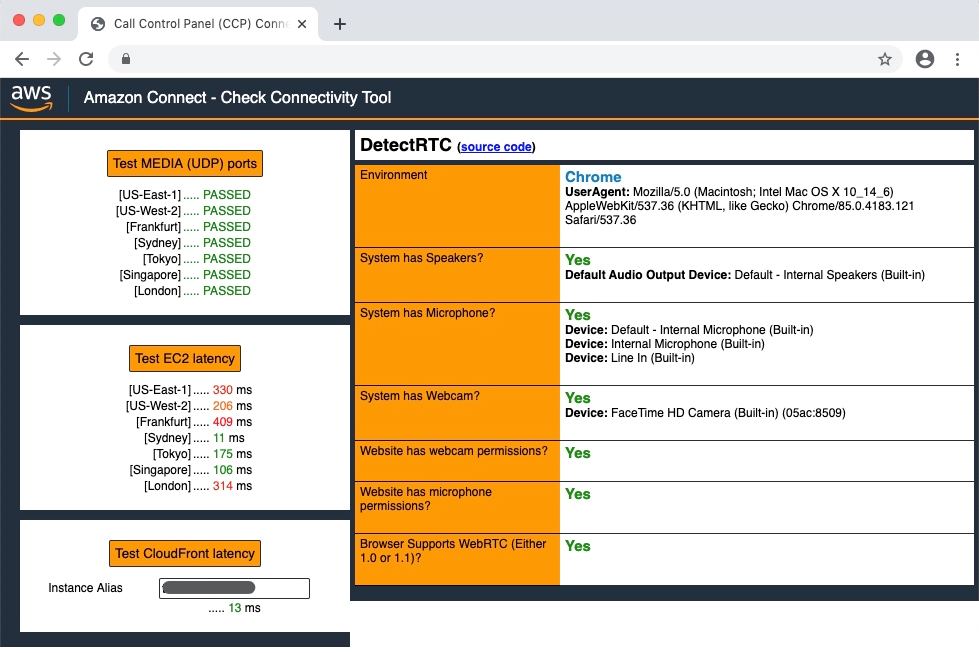 Call Control Panel (CCP) Conne
aws
Amazon Connect - Check Connectivity Tool
Test MEDIA (UDP) ports
[US-East-1] ..... PASSED
[US-West-2] ..... PASSED
[Frankfurt] ..... PASSED
[Sydney] ..... PASSED
[Tokyo] ..... PASSED
[Singapore] ..... PASSED
[London] ..... PASSED
Test EC2 latency
[US-East-1] ..... 330 ms
[US-West-2] ..... 206 ms
[Frankfurt] ..... 409 ms
[Sydney] ..... 11 ms
[Tokyo] ..... 175 ms
[Singapore] ..... 106 ms
[London] ..... 314 ms
Test CloudFront latency
Instance Alias
..... 13 ms
DetectRTC (source code)
Environment
Chrome
UserAgent: Mozilla/5.0 (Macintosh; Intel Mac OS X 10_14_6)
AppleWebKit/537.36 (KHTML, like Gecko) Chrome/85.0.4183.121
Safari/537.36
System has Speakers?
Yes
Default Audio Output Device: Default - Internal Speakers (Built-in)
System has Microphone?
Yes
Device: Default - Internal Microphone (Built-in)
Device: Internal Microphone (Built-in)
Device: Line In (Built-in)
System has Webcam?
Yes
Device: FaceTime HD Camera (Built-in) (05ac:8509)
Website has webcam permissions?
Yes
Website has microphone
permissions?
Yes
Browser Supports WebRTC (Either
1.0 or 1.1)?
Yes